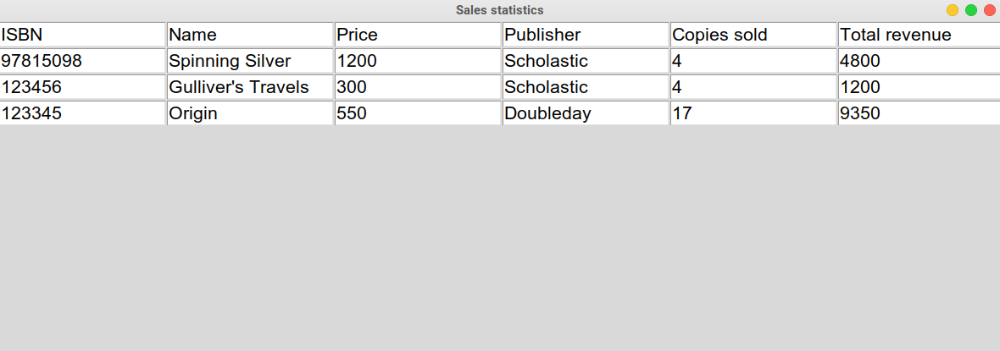 Sales statistics
ISBN Name Price Publisher Copies sold Total revenue
97815098 Spinning Silver 1200 Scholastic 4 4800
123456 Gulliver's Travels 300 Scholastic 4 1200
123345 Origin 550 Doubleday 17 9350